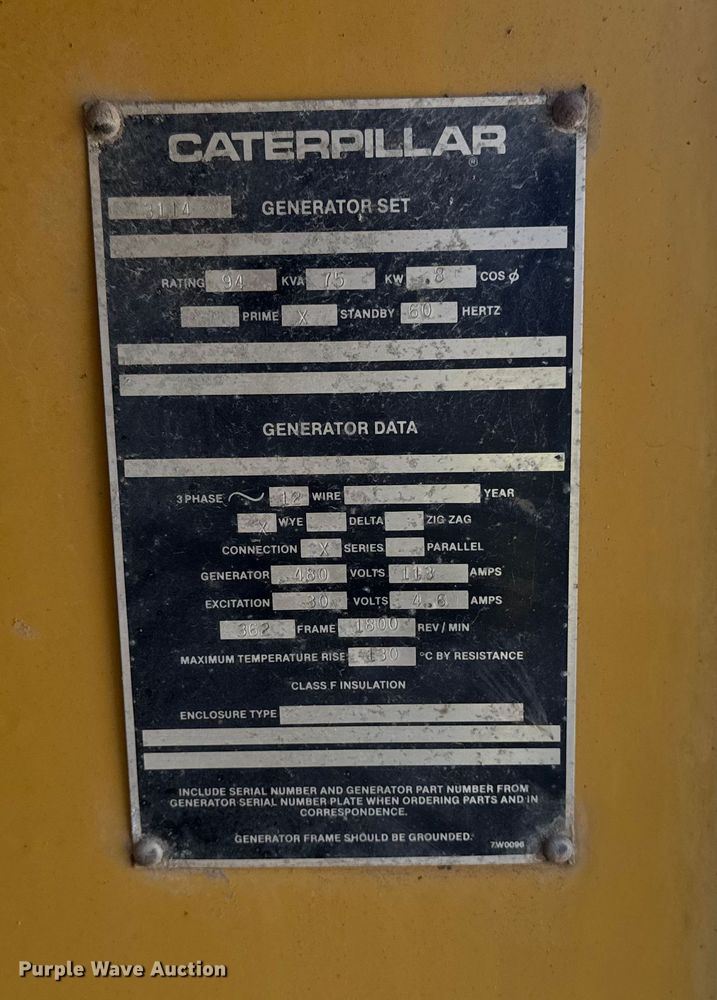 CATERPILLAR ®
3114 GENERATOR SET
RATING 94 KVA 75 KW .8 COS ø
PRIME X STANDBY 60 HERTZ
GENERATOR DATA
3 PHASE 12 WIRE YEAR
X WYE DELTA ZIG ZAG
CONNECTION X SERIES PARALLEL
GENERATOR 480 VOLTS 113 AMPS
EXCITATION 30 VOLTS 4.6 AMPS
362 FRAME 1800 REV / MIN
MAXIMUM TEMPERATURE RISE 130 °C BY RESISTANCE
CLASS F INSULATION
ENCLOSURE TYPE
INCLUDE SERIAL NUMBER AND GENERATOR PART NUMBER FROM
GENERATOR SERIAL NUMBER PLATE WHEN ORDERING PARTS AND IN
CORRESPONDENCE.
GENERATOR FRAME SHOULD BE GROUNDED.
7W0096
Purple Wave Auction